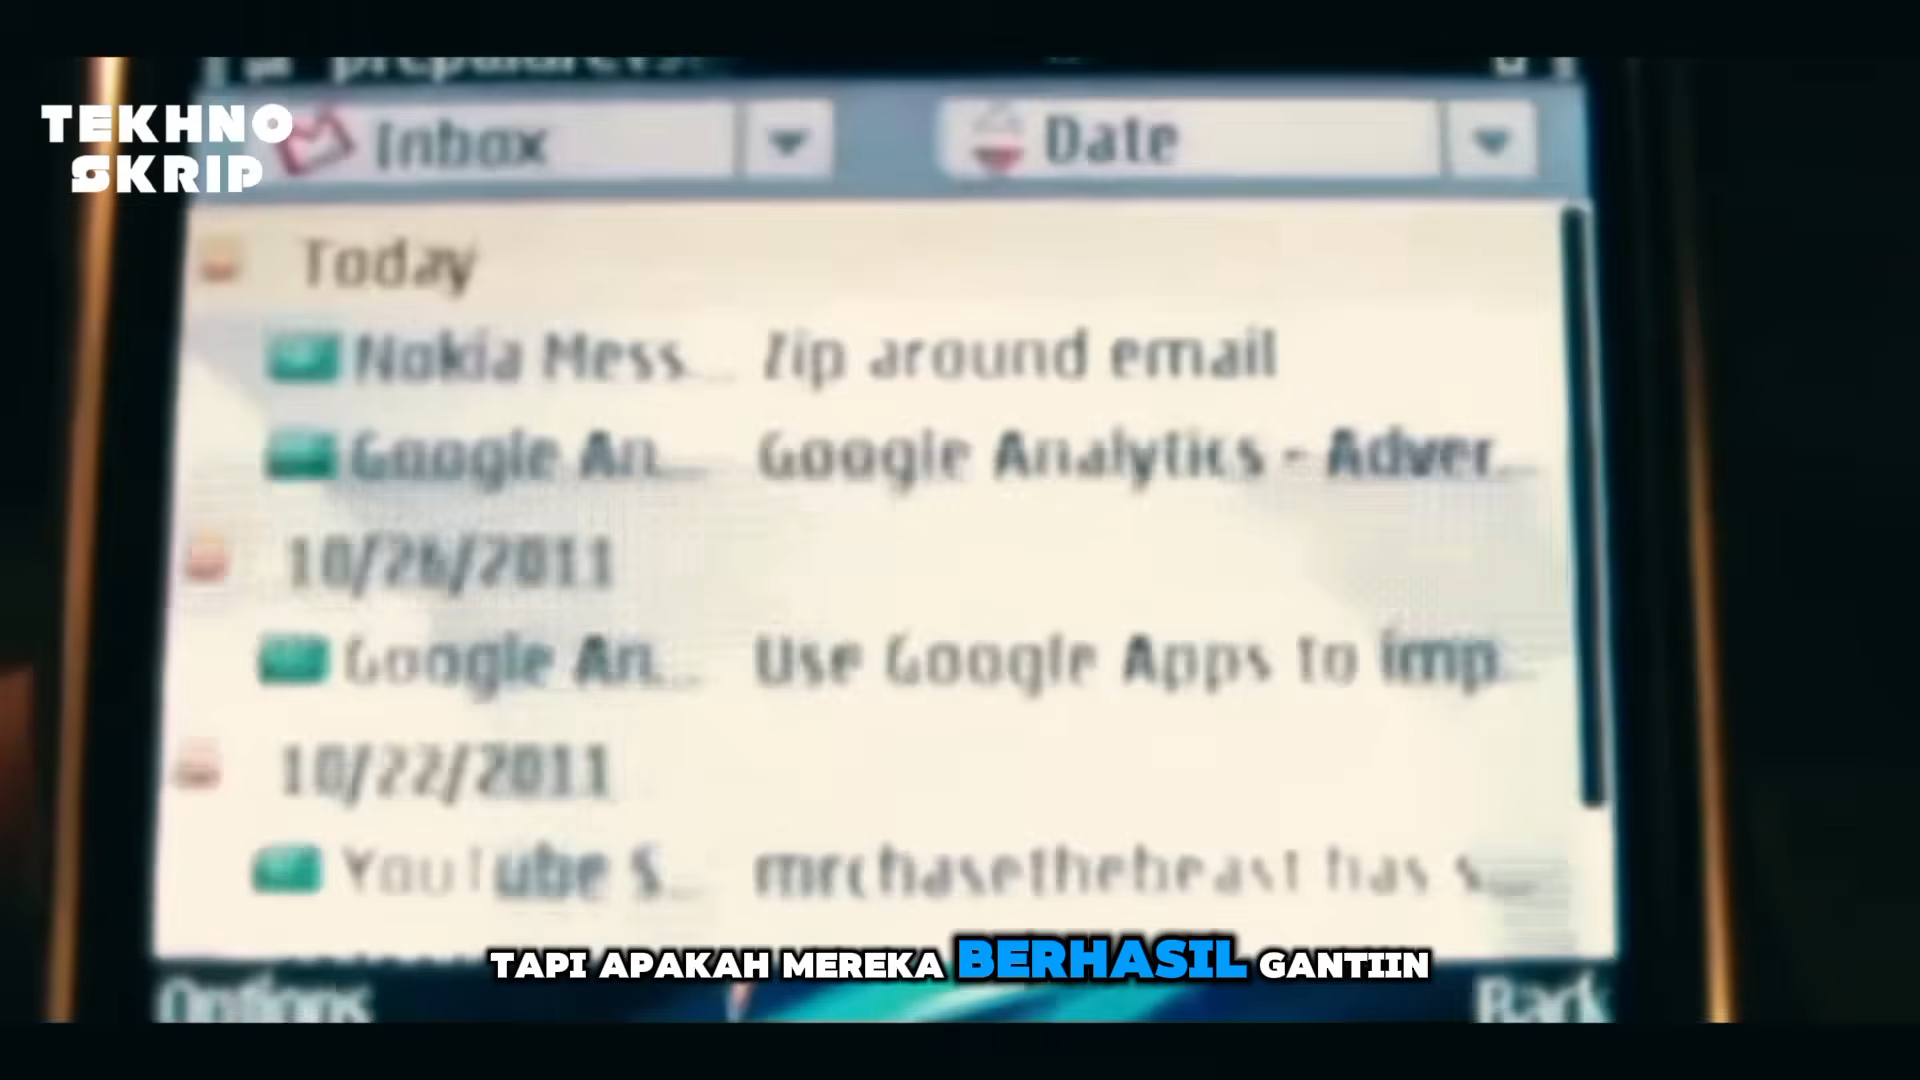 TEKHNO
SKRIP
Inbox
Date
Today
Nokia Mess... Zip around email
Google An... Google Analytics - Adver...
10/26/2011
Google An... Use Google Apps to imp...
10/22/2011
YouTube S... mrchasethebeast has s...
TAPI APAKAH MEREKA BERHASIL GANTIIN
Options
Back